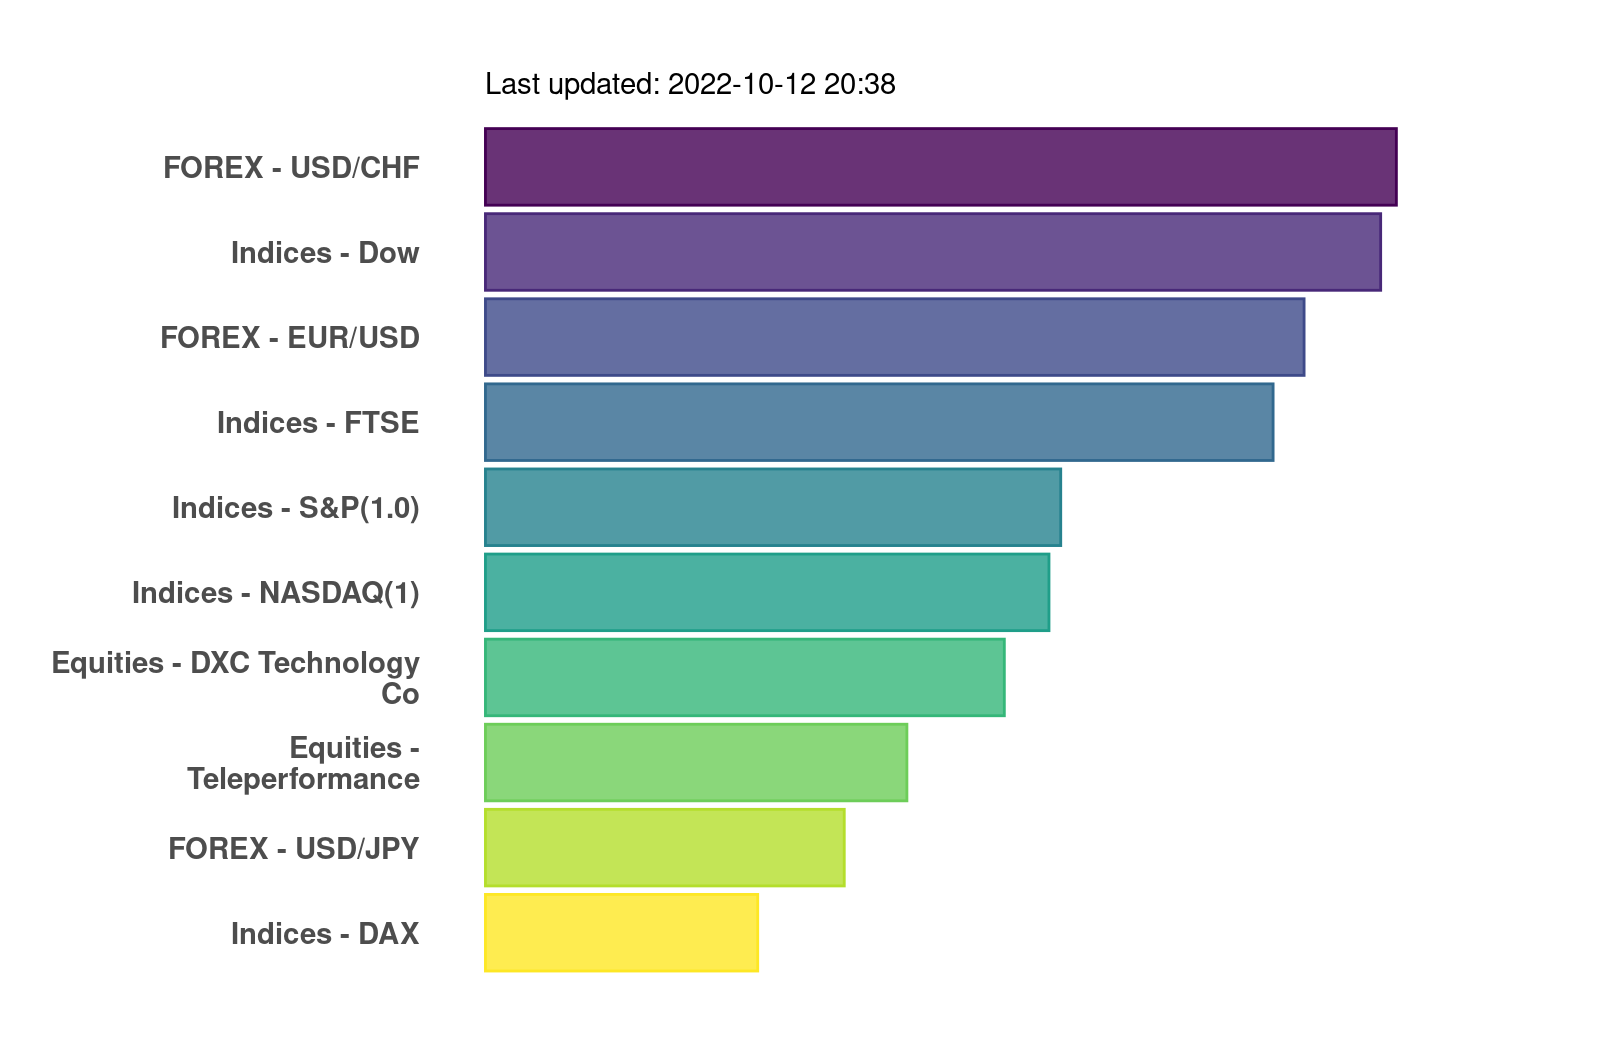 Last updated: 2022-10-12 20:38
FOREX - USD/CHF
Indices - Dow
FOREX - EUR/USD
Indices - FTSE
Indices - S&P(1.0)
Indices - NASDAQ(1)
Equities - DXC Technology
Co
Equities -
Teleperformance
FOREX - USD/JPY
Indices - DAX